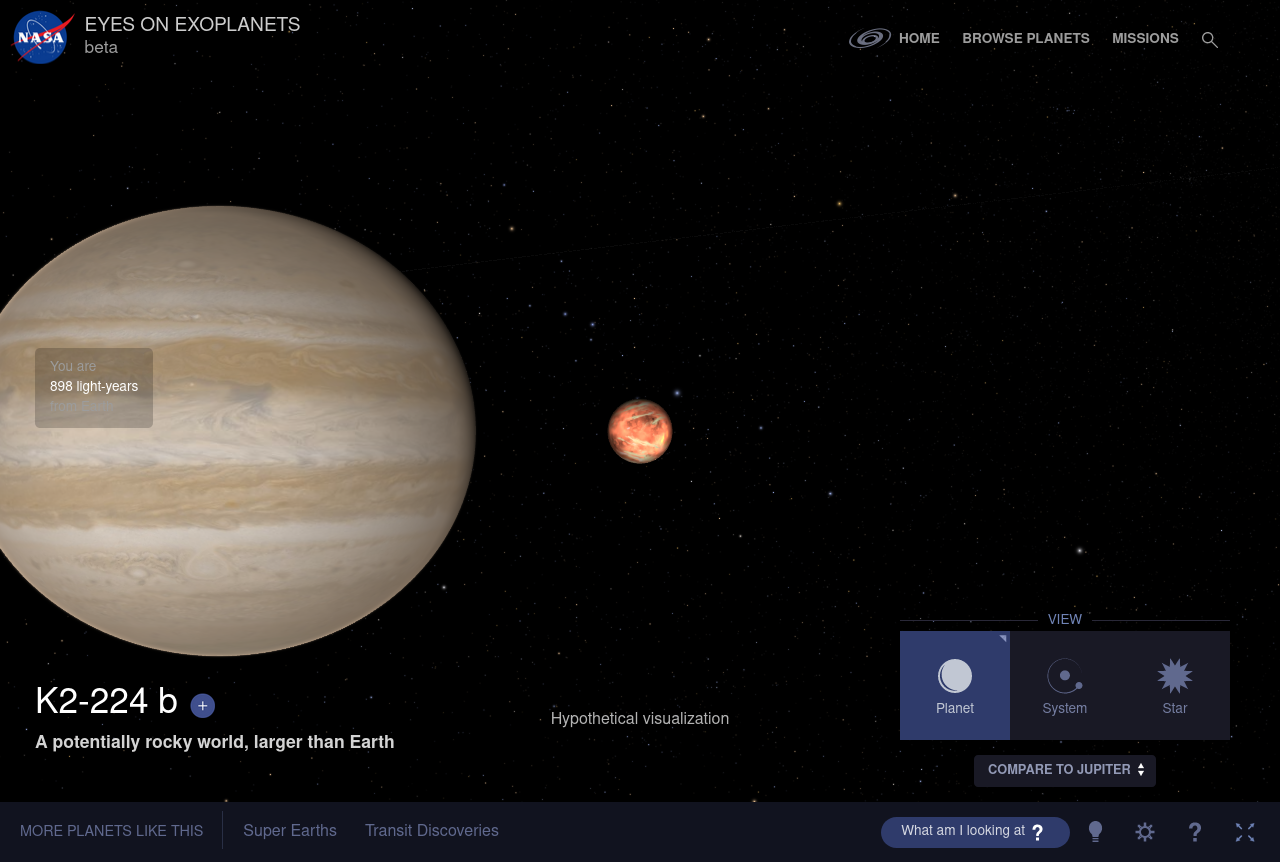 NASA
EYES ON EXOPLANETS
beta
HOME
BROWSE PLANETS
MISSIONS
You are
898 light-years
K2-224 b +
A potentially rocky world, larger than Earth
Hypothetical visualization
VIEW
Planet
System
Star
COMPARE TO JUPITER
MORE PLANETS LIKE THIS
Super Earths
Transit Discoveries
What am I looking at ?
?